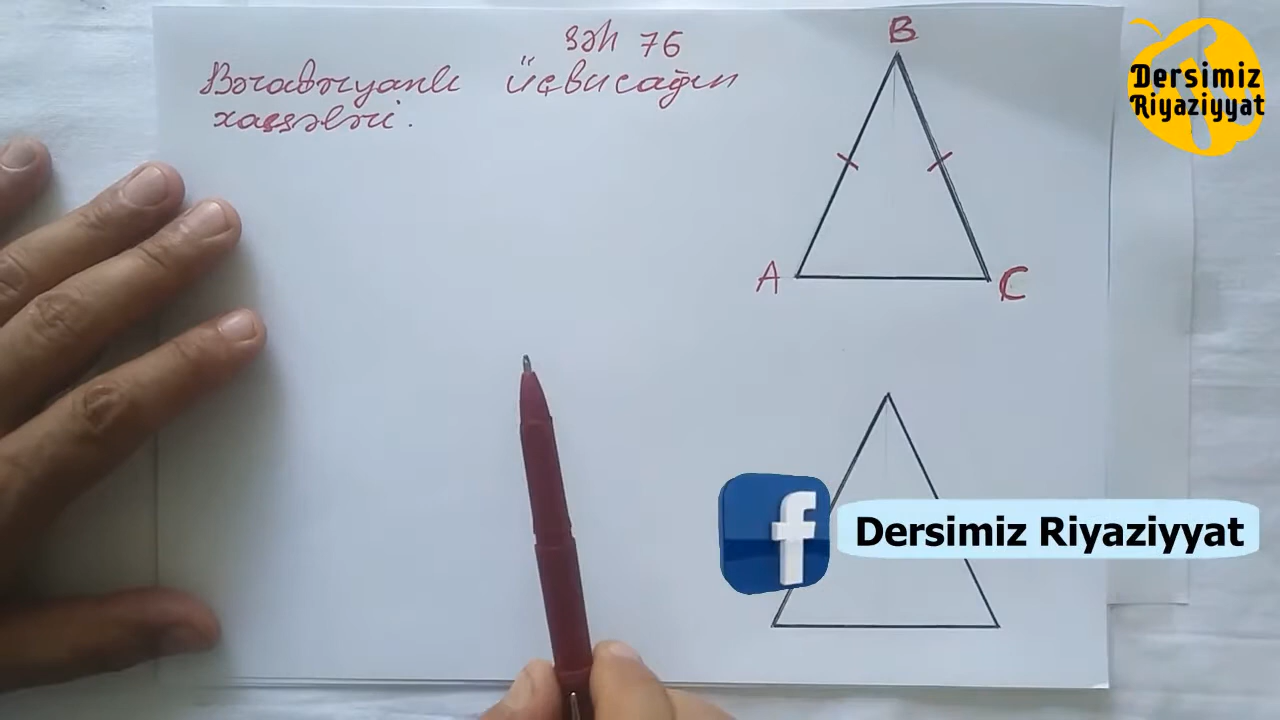 səh 76
Bərabəryanlı üçbucağın
xassələri.
B
A
C
Dersimiz
Riyaziyyat
Dersimiz Riyaziyyat